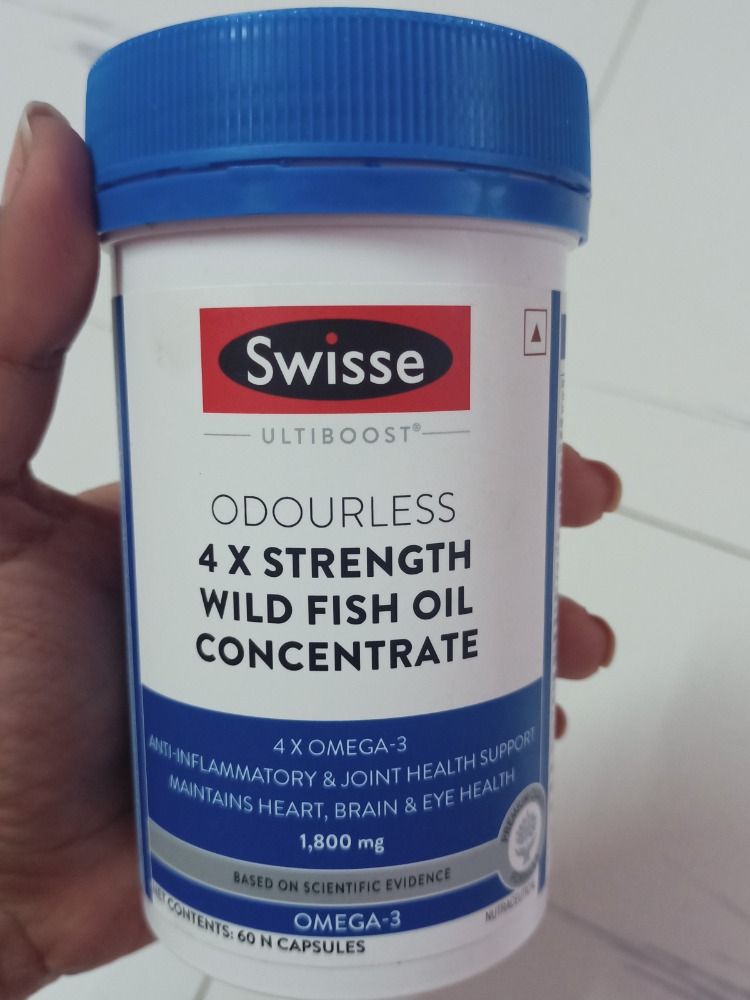 Swisse
ULTIBOOST®
ODOURLESS
4 X STRENGTH
WILD FISH OIL
CONCENTRATE
4 X OMEGA-3
ANTI-INFLAMMATORY & JOINT HEALTH SUPPORT
MAINTAINS HEART, BRAIN & EYE HEALTH
1,800 mg
BASED ON SCIENTIFIC EVIDENCE
OMEGA-3
NET CONTENTS: 60 N CAPSULES